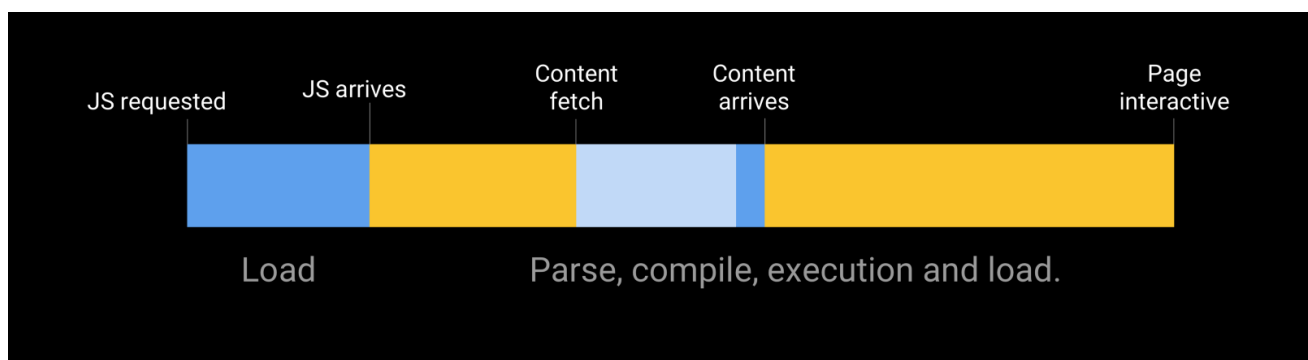 JS requested
JS arrives
Content
fetch
Content
arrives
Page
interactive
Load
Parse, compile, execution and load.